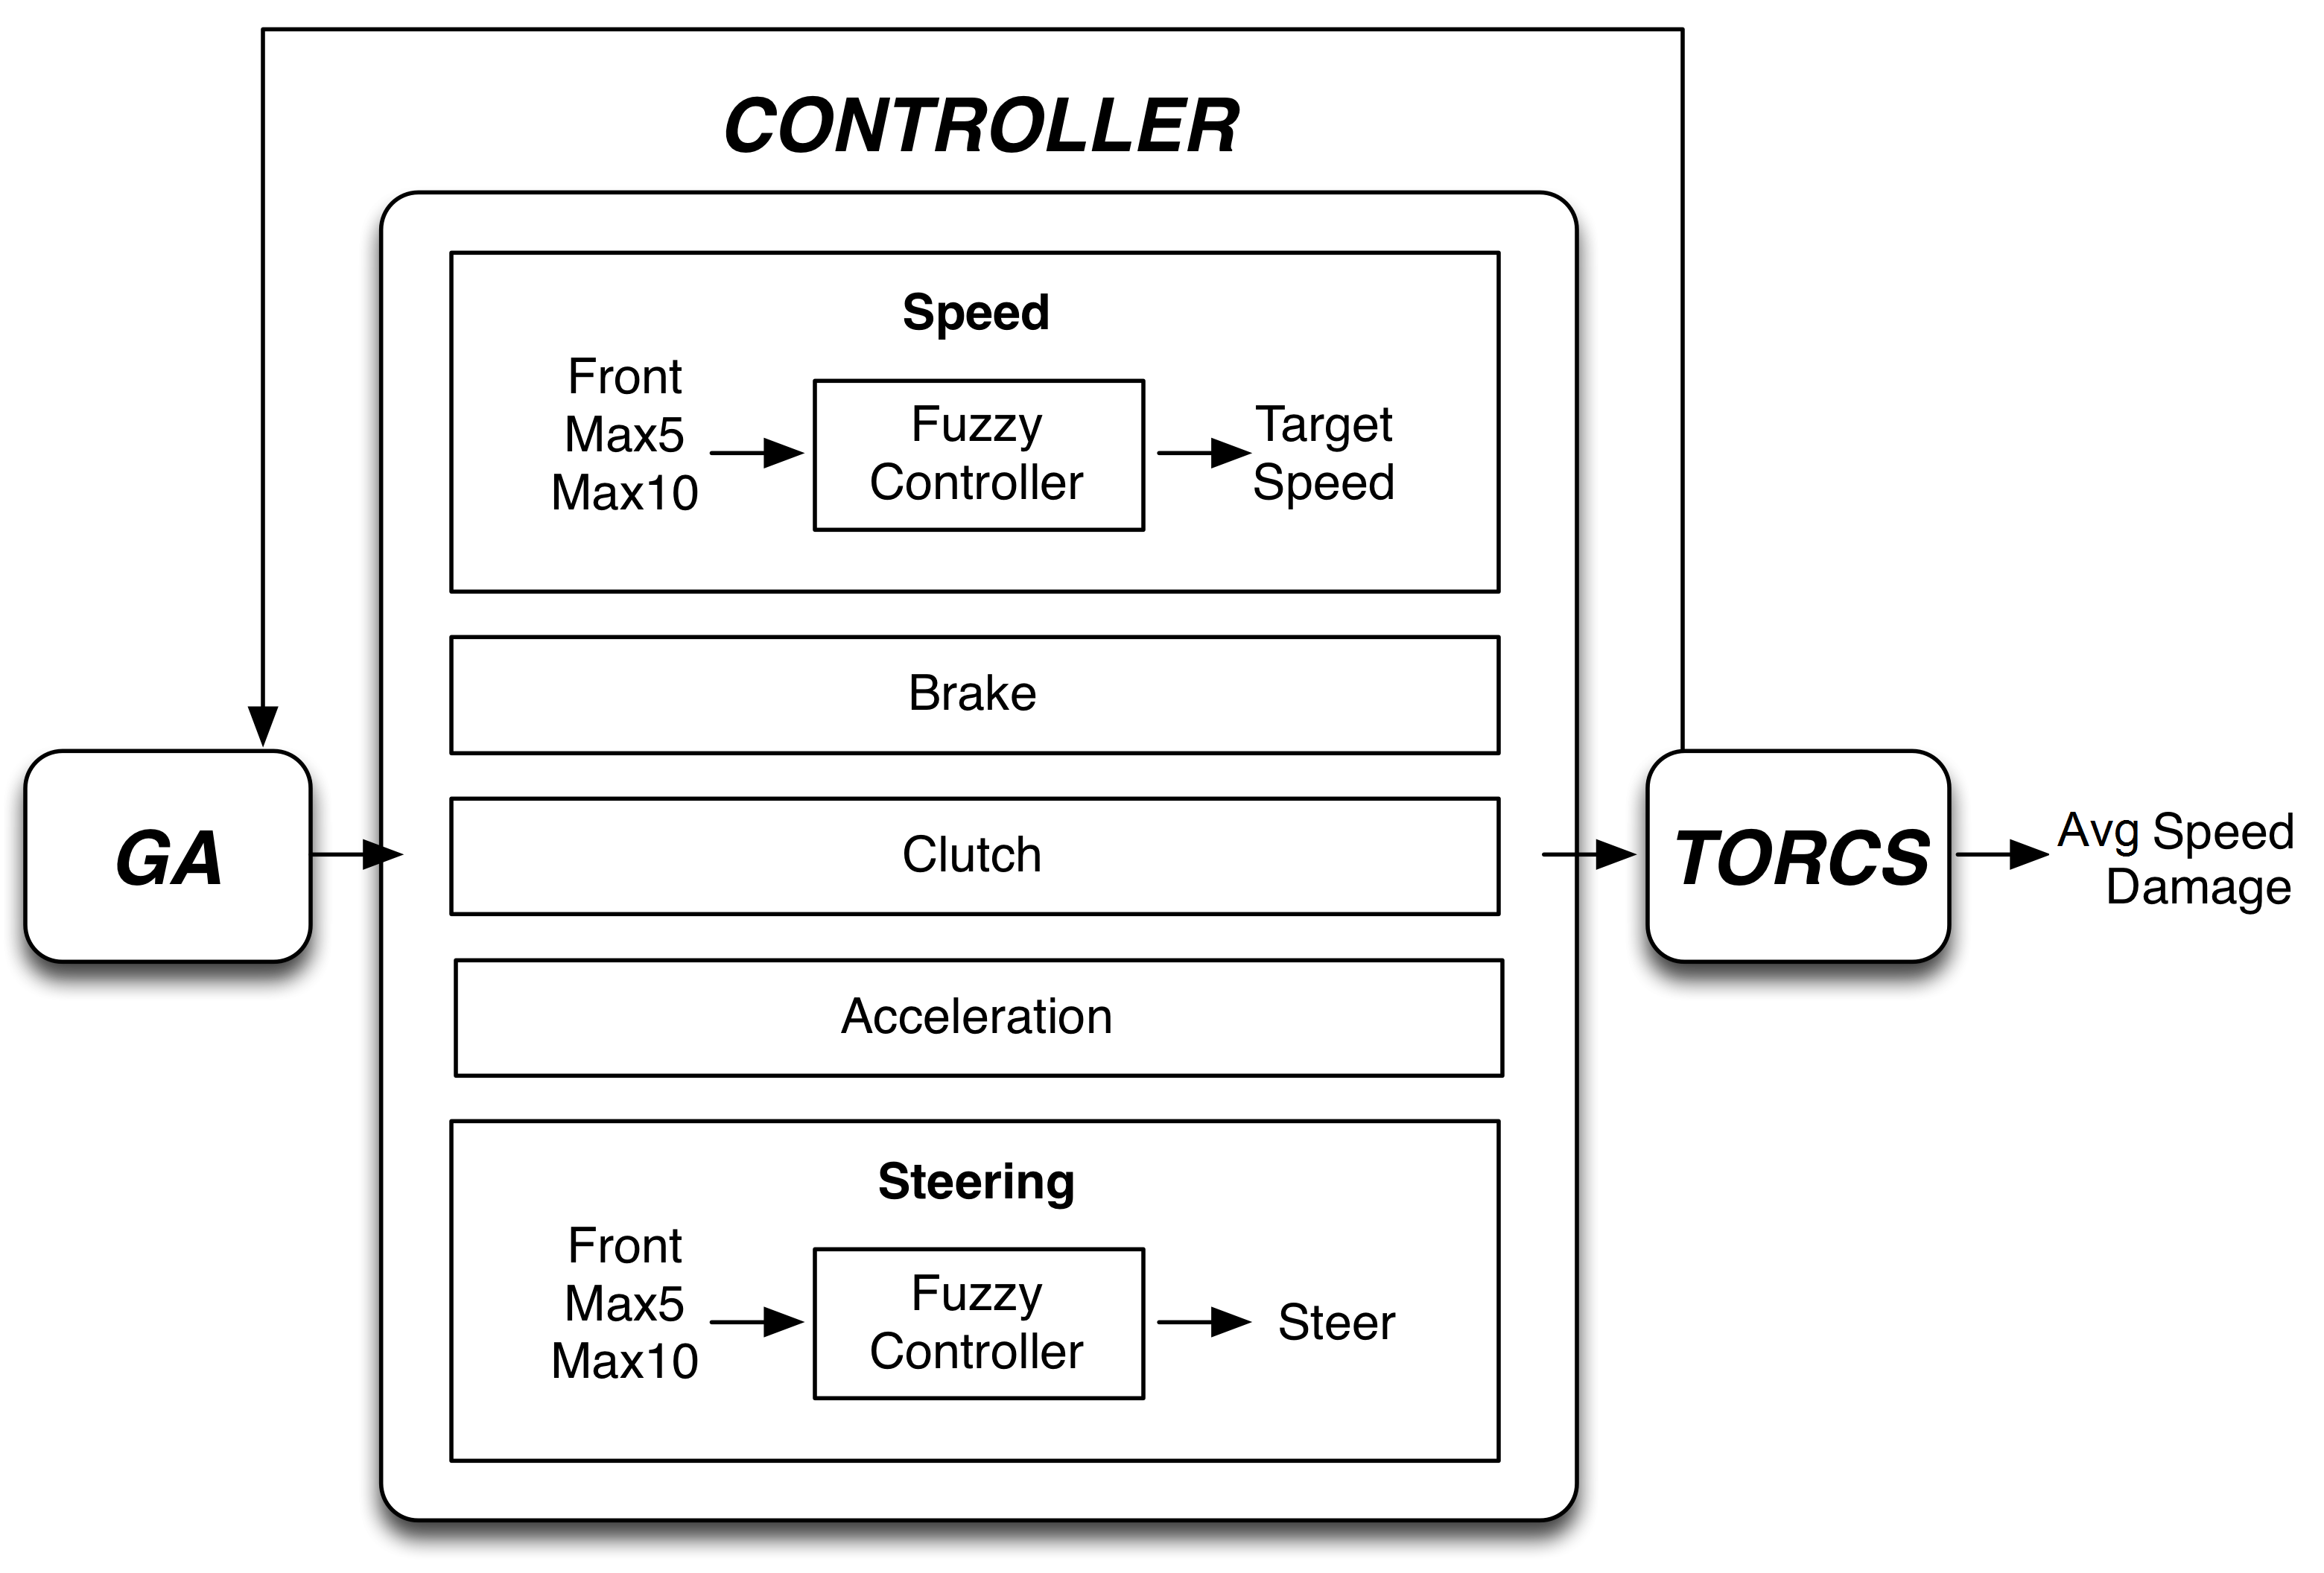 CONTROLLER
Speed
Front
Max5
Max10
Fuzzy
Controller
Target
Speed
Brake
Clutch
Acceleration
Steering
Front
Max5
Max10
Fuzzy
Controller
Steer
GA
TORCS
Avg Speed
Damage